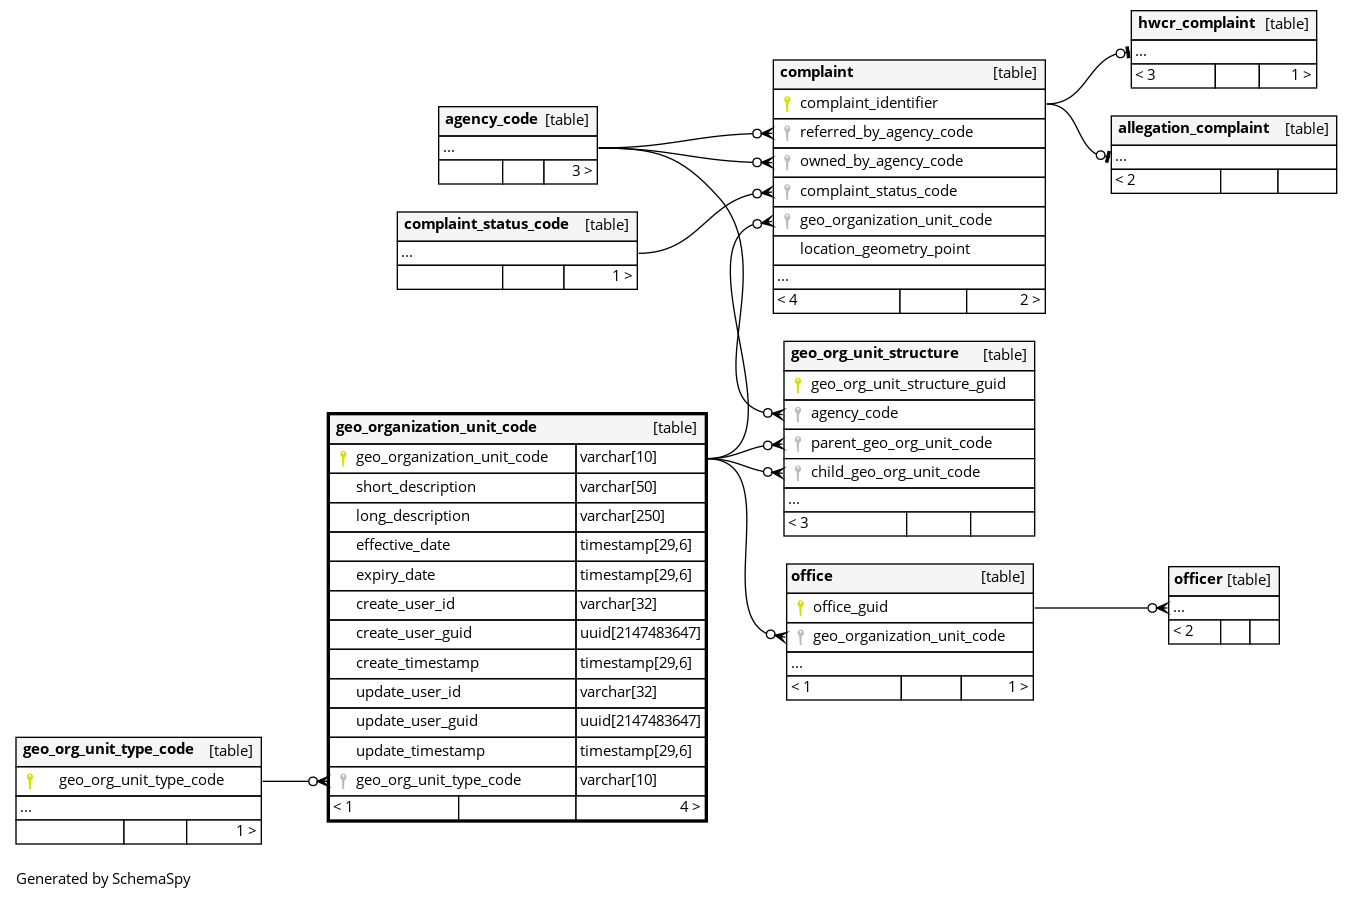 hwcr_complaint [table]
...
< 3 1 >
complaint [table]
complaint_identifier
referred_by_agency_code
owned_by_agency_code
complaint_status_code
geo_organization_unit_code
location_geometry_point
...
< 4 2 >
agency_code [table]
...
3 >
allegation_complaint [table]
...
< 2
complaint_status_code [table]
...
1 >
geo_org_unit_structure [table]
geo_org_unit_structure_guid
agency_code
parent_geo_org_unit_code
child_geo_org_unit_code
...
< 3
geo_organization_unit_code [table]
geo_organization_unit_code varchar[10]
short_description varchar[50]
long_description varchar[250]
effective_date timestamp[29,6]
expiry_date timestamp[29,6]
create_user_id varchar[32]
create_user_guid uuid[2147483647]
create_timestamp timestamp[29,6]
update_user_id varchar[32]
update_user_guid uuid[2147483647]
update_timestamp timestamp[29,6]
geo_org_unit_type_code varchar[10]
< 1 4 >
office [table]
office_guid
geo_organization_unit_code
...
< 1 1 >
officer [table]
...
< 2
geo_org_unit_type_code [table]
geo_org_unit_type_code
...
1 >
Generated by SchemaSpy